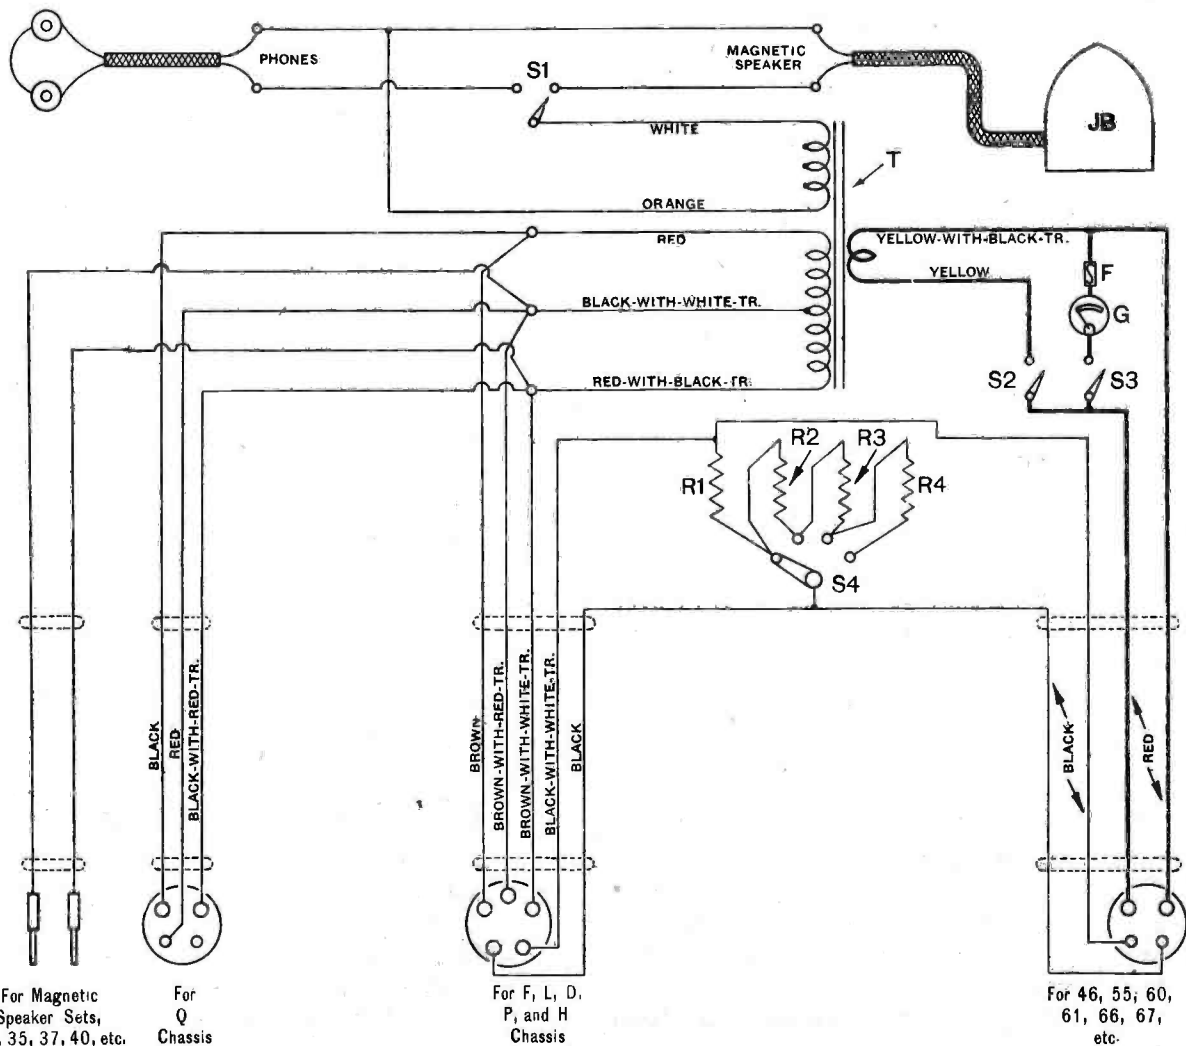 PHONES
MAGNETIC
SPEAKER
S1
JB
WHITE
T
ORANGE
RED
YELLOW-WITH-BLACK-TR.
YELLOW
F
BLACK-WITH-WHITE-TR.
G
RED-WITH-BLACK-TR.
S2
S3
R2
R3
R1
R4
S4
BLACK
RED
BLACK-WITH-RED-TR.
BROWN
BROWN-WITH-RED-TR.
BROWN-WITH-WHITE-TR.
BLACK-WITH-WHITE-TR.
BLACK
BLACK
RED
For Magnetic
Speaker Sets,
, 35, 37, 40, etc.
For
Q
Chassis
For F, L, D,
P, and H
Chassis
For 46, 55, 60,
61, 66, 67,
etc.